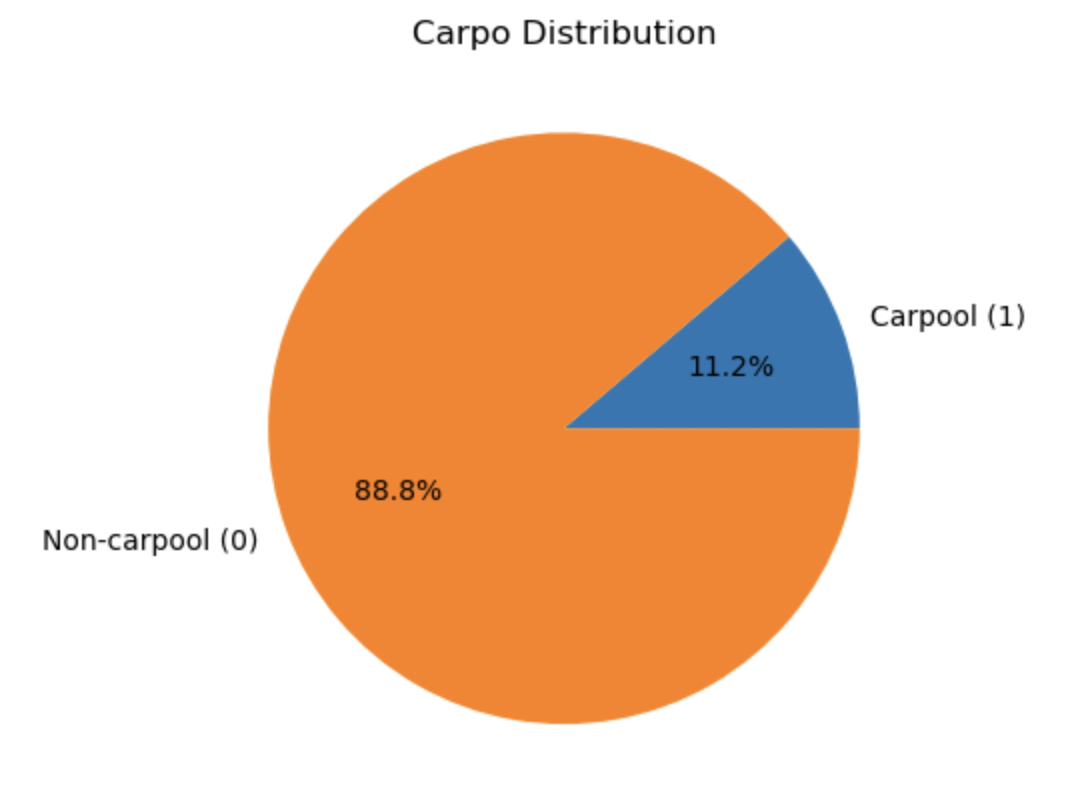 Carpo Distribution
Carpool (1)
11.2%
88.8%
Non-carpool (0)